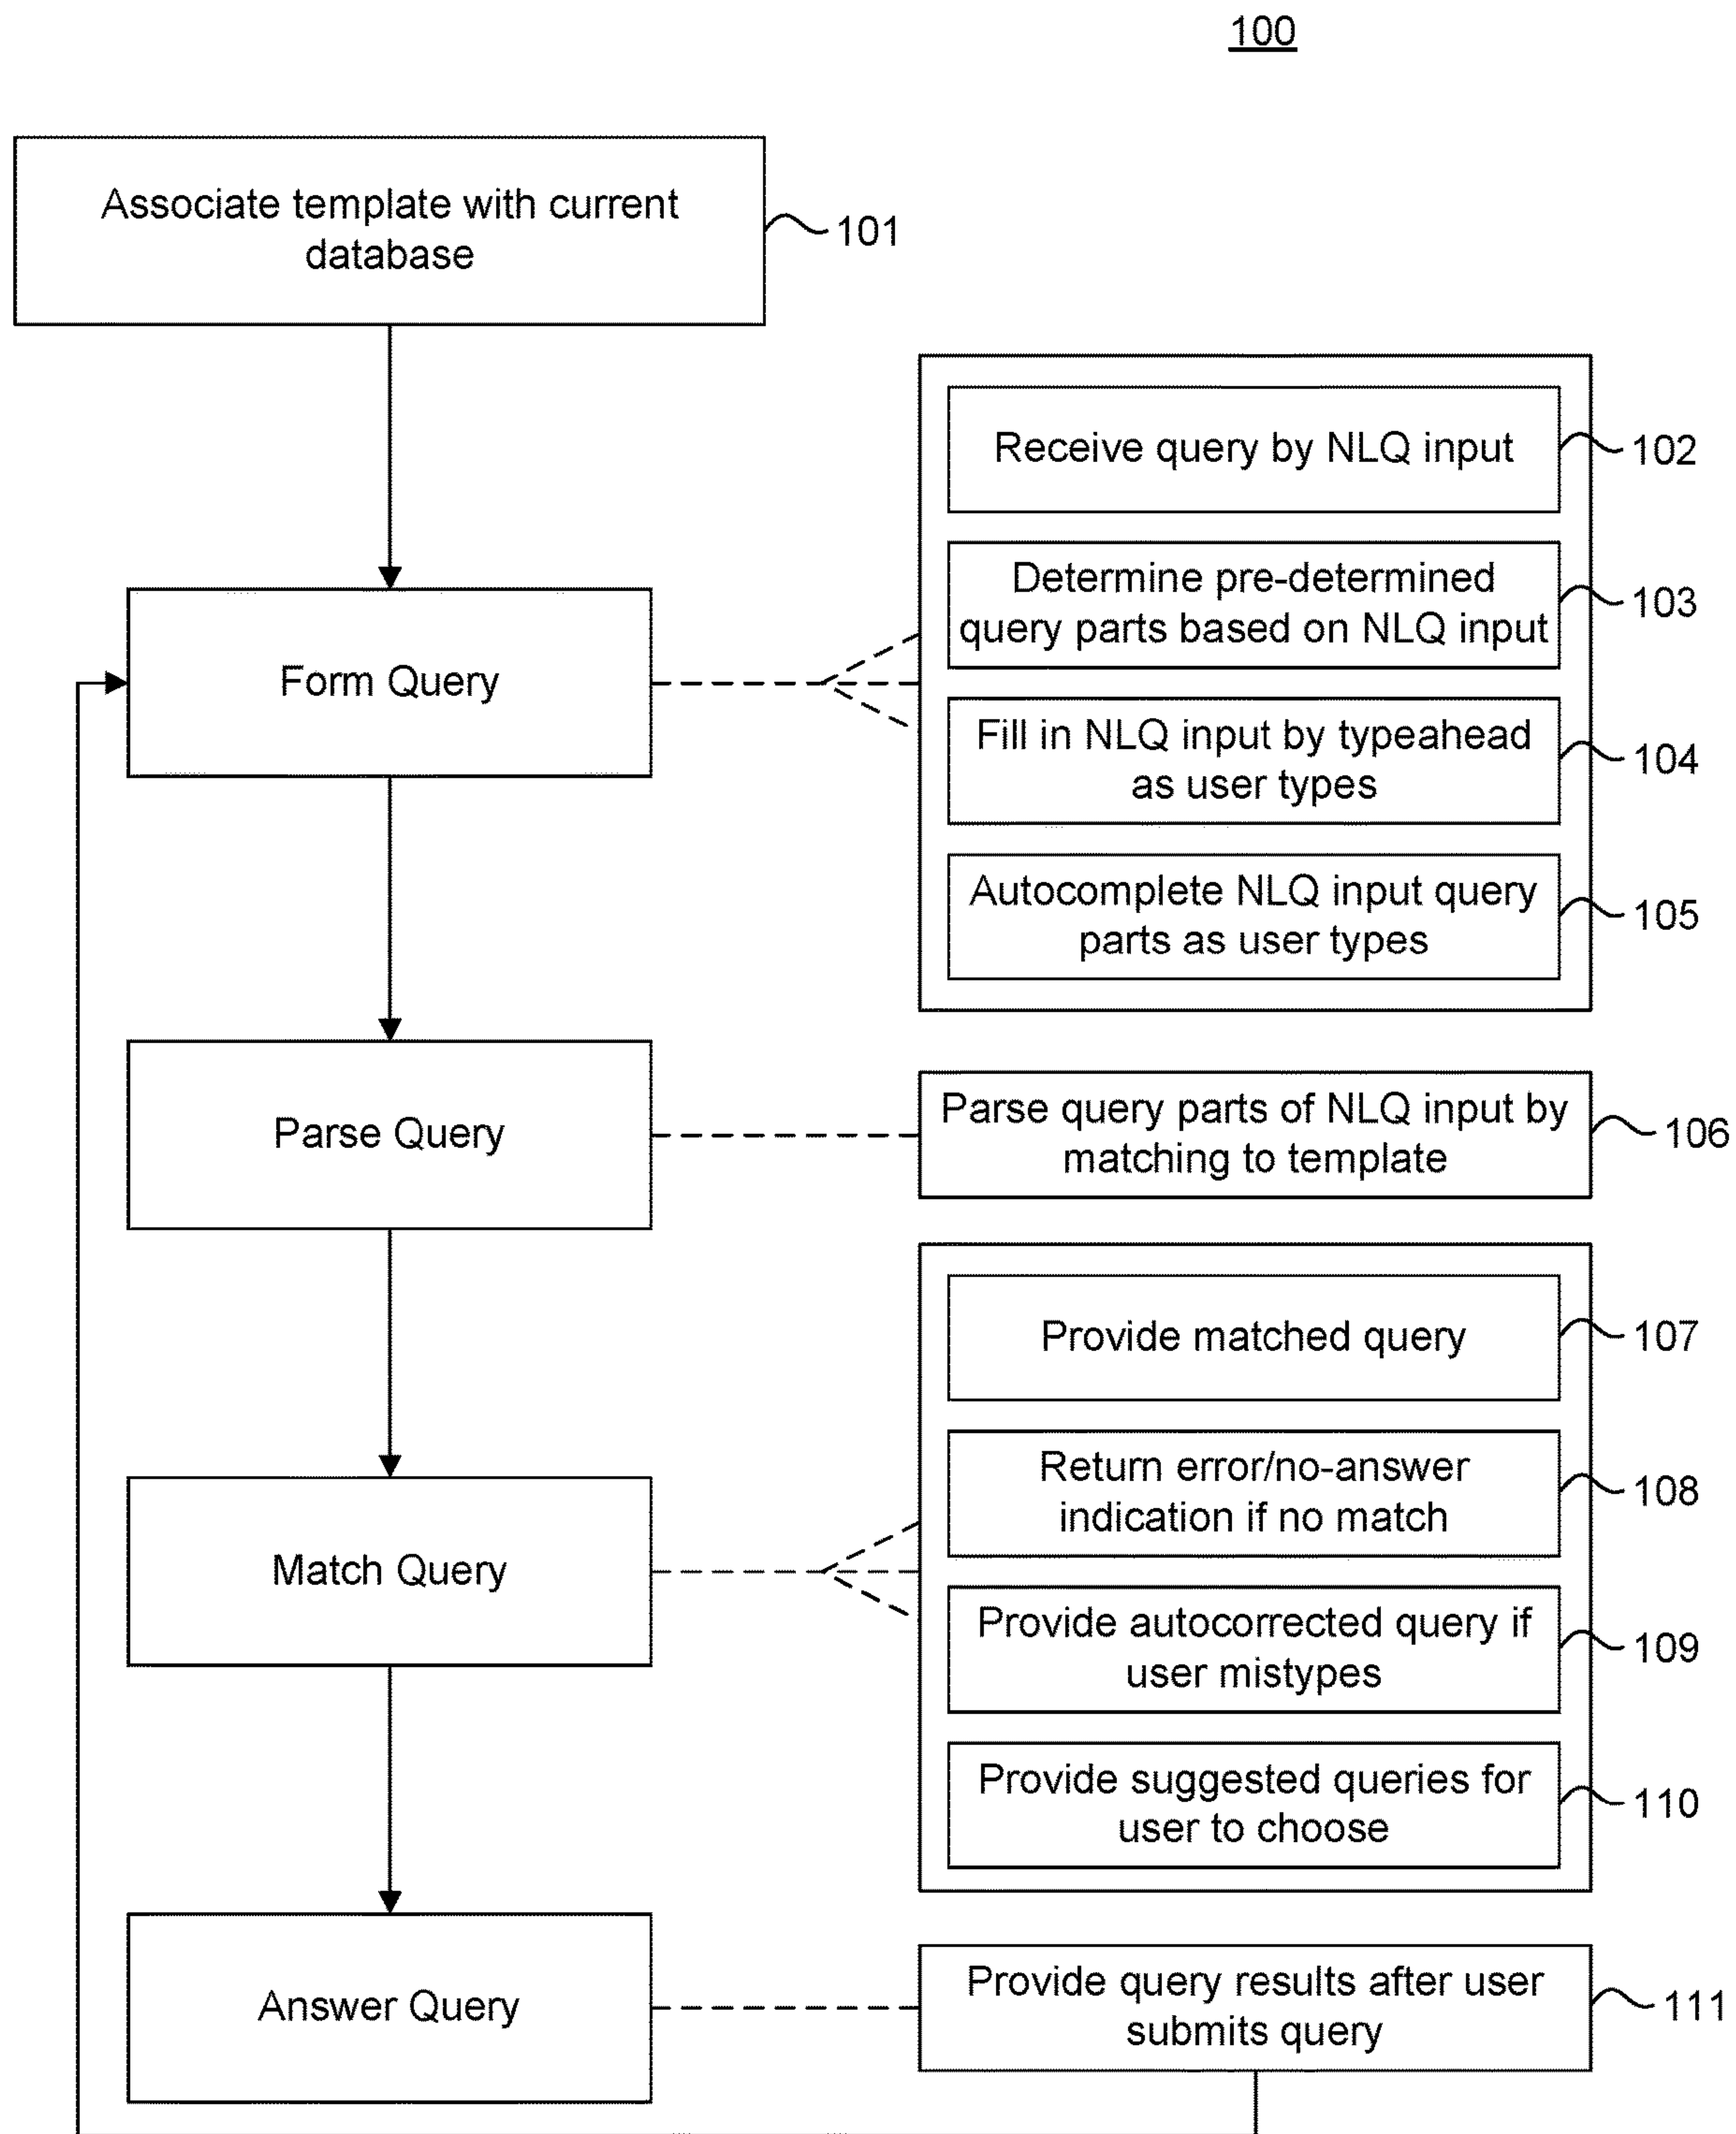 100
Associate template with current
database
101
Receive query by NLQ input
102
Determine pre-determined
query parts based on NLQ input
103
Form Query
Fill in NLQ input by typeahead
as user types
104
Autocomplete NLQ input query
parts as user types
105
Parse Query
Parse query parts of NLQ input by
matching to template
106
Provide matched query
107
Return error/no-answer
indication if no match
108
Match Query
Provide autocorrected query if
user mistypes
109
Provide suggested queries for
user to choose
110
Answer Query
Provide query results after user
submits query
111